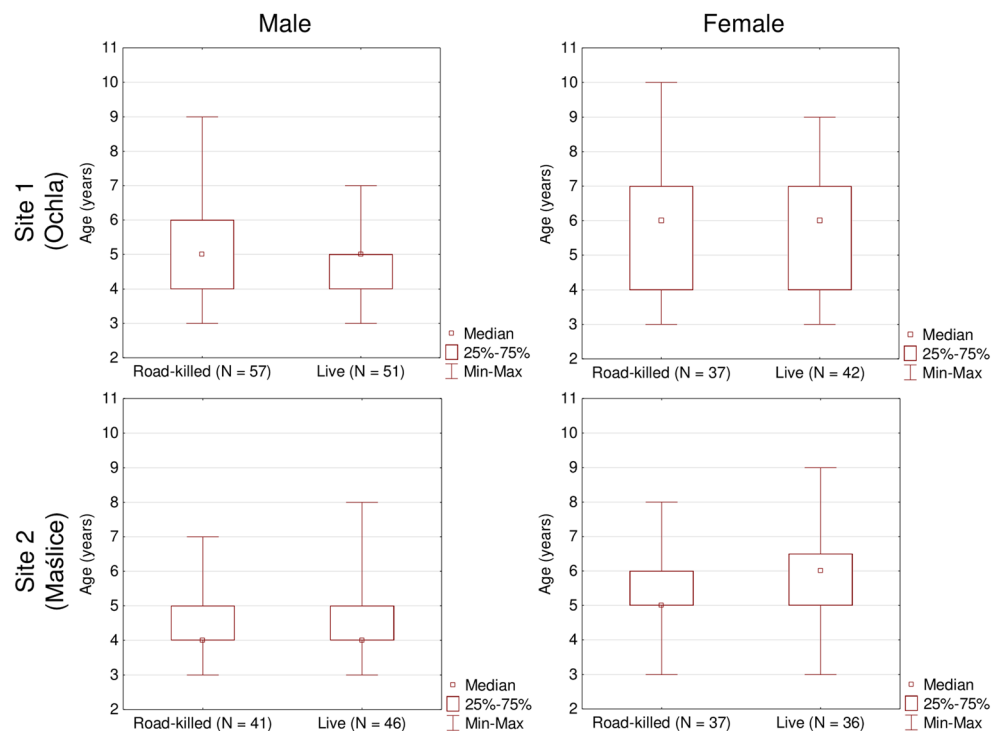 Male
Female
Site 1
(Ochla)
Age (years)
11
10
9
8
7
6
5
4
3
2
Road-killed (N = 57)
Live (N = 51)
Median
25%-75%
Min-Max
Age (years)
11
10
9
8
7
6
5
4
3
2
Road-killed (N = 37)
Live (N = 42)
Median
25%-75%
Min-Max
Site 2
(Maślice)
Age (years)
11
10
9
8
7
6
5
4
3
2
Road-killed (N = 41)
Live (N = 46)
Median
25%-75%
Min-Max
Age (years)
11
10
9
8
7
6
5
4
3
2
Road-killed (N = 37)
Live (N = 36)
Median
25%-75%
Min-Max